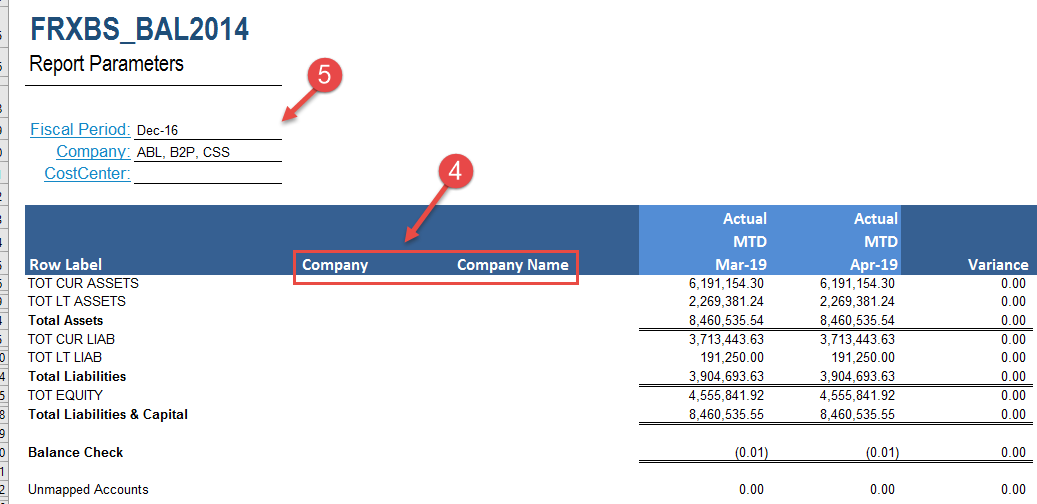 FRXBS_BAL2014
Report Parameters
5
Fiscal Period: Dec-16
Company: ABL, B2P, CSS
CostCenter:
4
Actual Actual
MTD MTD
Row Label Company Company Name Mar-19 Apr-19 Variance
TOT CUR ASSETS 6,191,154.30 6,191,154.30 0.00
TOT LT ASSETS 2,269,381.24 2,269,381.24 0.00
Total Assets 8,460,535.54 8,460,535.54 0.00
TOT CUR LIAB 3,713,443.63 3,713,443.63 0.00
TOT LT LIAB 191,250.00 191,250.00 0.00
Total Liabilities 3,904,693.63 3,904,693.63 0.00
TOT EQUITY 4,555,841.92 4,555,841.92 0.00
Total Liabilities & Capital 8,460,535.55 8,460,535.55 0.00
Balance Check (0.01) (0.01) 0.00
Unmapped Accounts 0.00 0.00 0.00